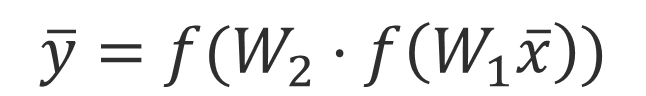 ȳ = f(W₂ · f(W₁x̄))